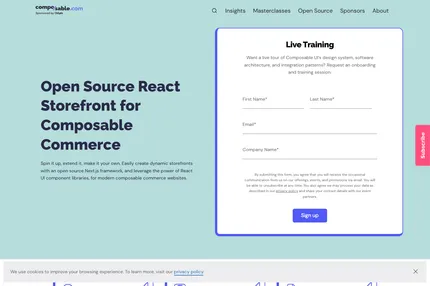 composable.com
Insights
Masterclasses
Open Source
Sponsors
About
Open Source React
Storefront for
Composable
Commerce
Spin it up, extend it, make it your own. Easily create dynamic storefronts
with an open source Next.js framework, and leverage the power of React
UI component libraries, for modern composable commerce websites.
Live Training
Want a live tour of Composable UI's design system, software
architecture, and integration patterns? Request an onboarding
and training session.
First Name*
Last Name*
Email*
Company Name*
By submitting this form, you agree that you will receive the requested
communication from us on our offerings, events, and promotions via email. You will
be able to unsubscribe at any time. You also agree that may process your data as
described in our privacy policy and share your contact details with our event
partners.
Sign up
Subscribe
We use cookies to improve your browsing experience. To learn more, visit our privacy policy